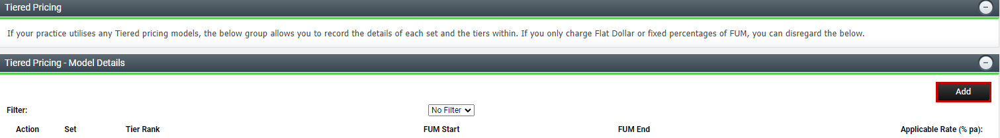 Tiered Pricing
If your practice utilises any Tiered pricing models, the below group allows you to record the details of each set and the tiers within. If you only charge Flat Dollar or fixed percentages of FUM, you can disregard the below.
Tiered Pricing - Model Details
Add
Filter: No Filter
Action Set Tier Rank FUM Start FUM End Applicable Rate (% pa):